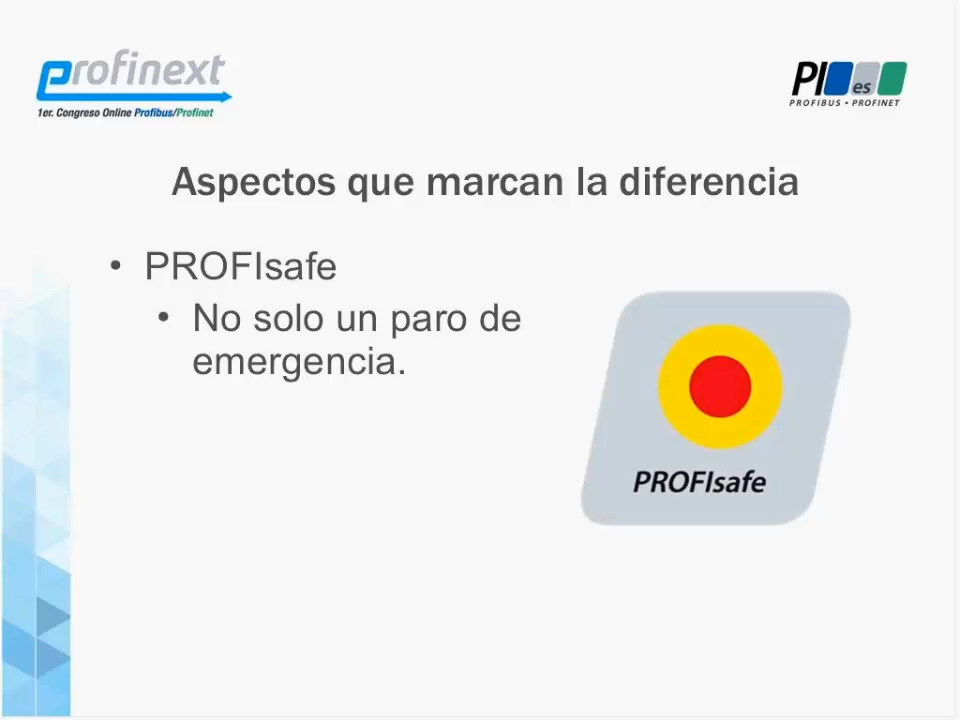 profinext
1er. Congreso Online Profibus/Profinet
PI es
PROFIBUS • PROFINET
Aspectos que marcan la diferencia
• PROFIsafe
• No solo un paro de
emergencia.
PROFIsafe